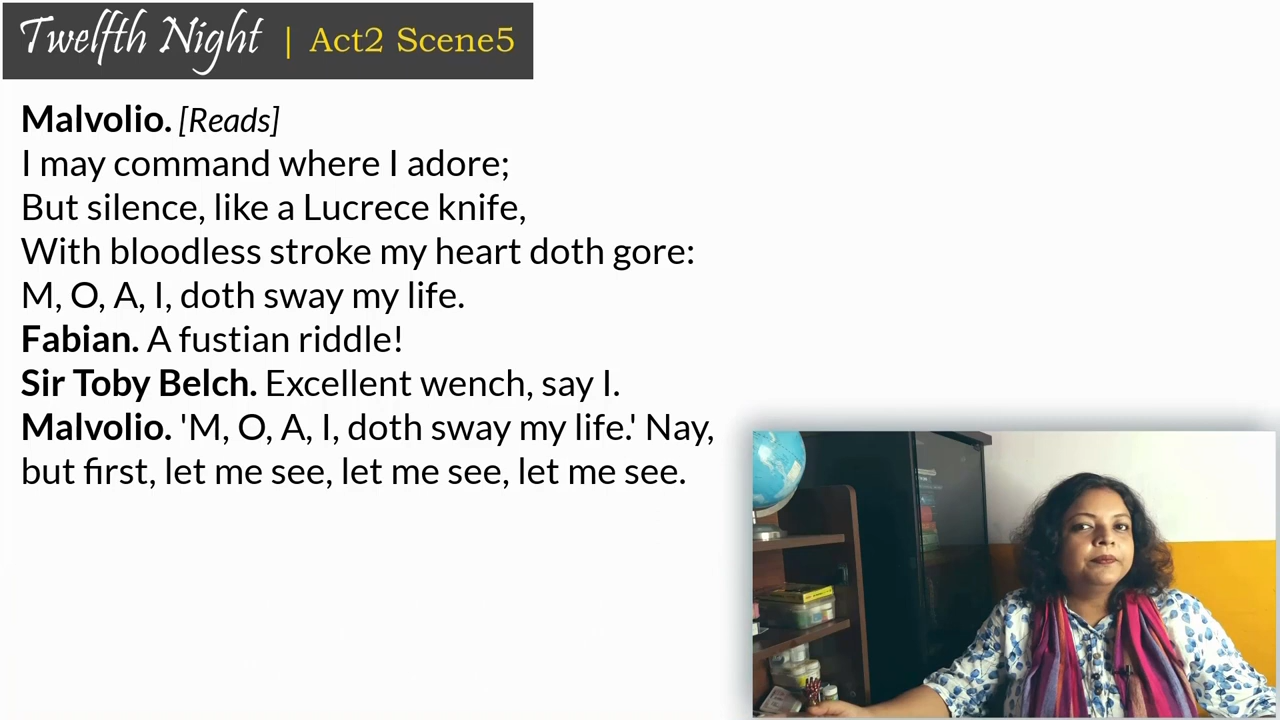 Twelfth Night | Act2 Scene5
Malvolio. [Reads]
I may command where I adore;
But silence, like a Lucrece knife,
With bloodless stroke my heart doth gore:
M, O, A, I, doth sway my life.
Fabian. A fustian riddle!
Sir Toby Belch. Excellent wench, say I.
Malvolio. 'M, O, A, I, doth sway my life.' Nay,
but first, let me see, let me see, let me see.